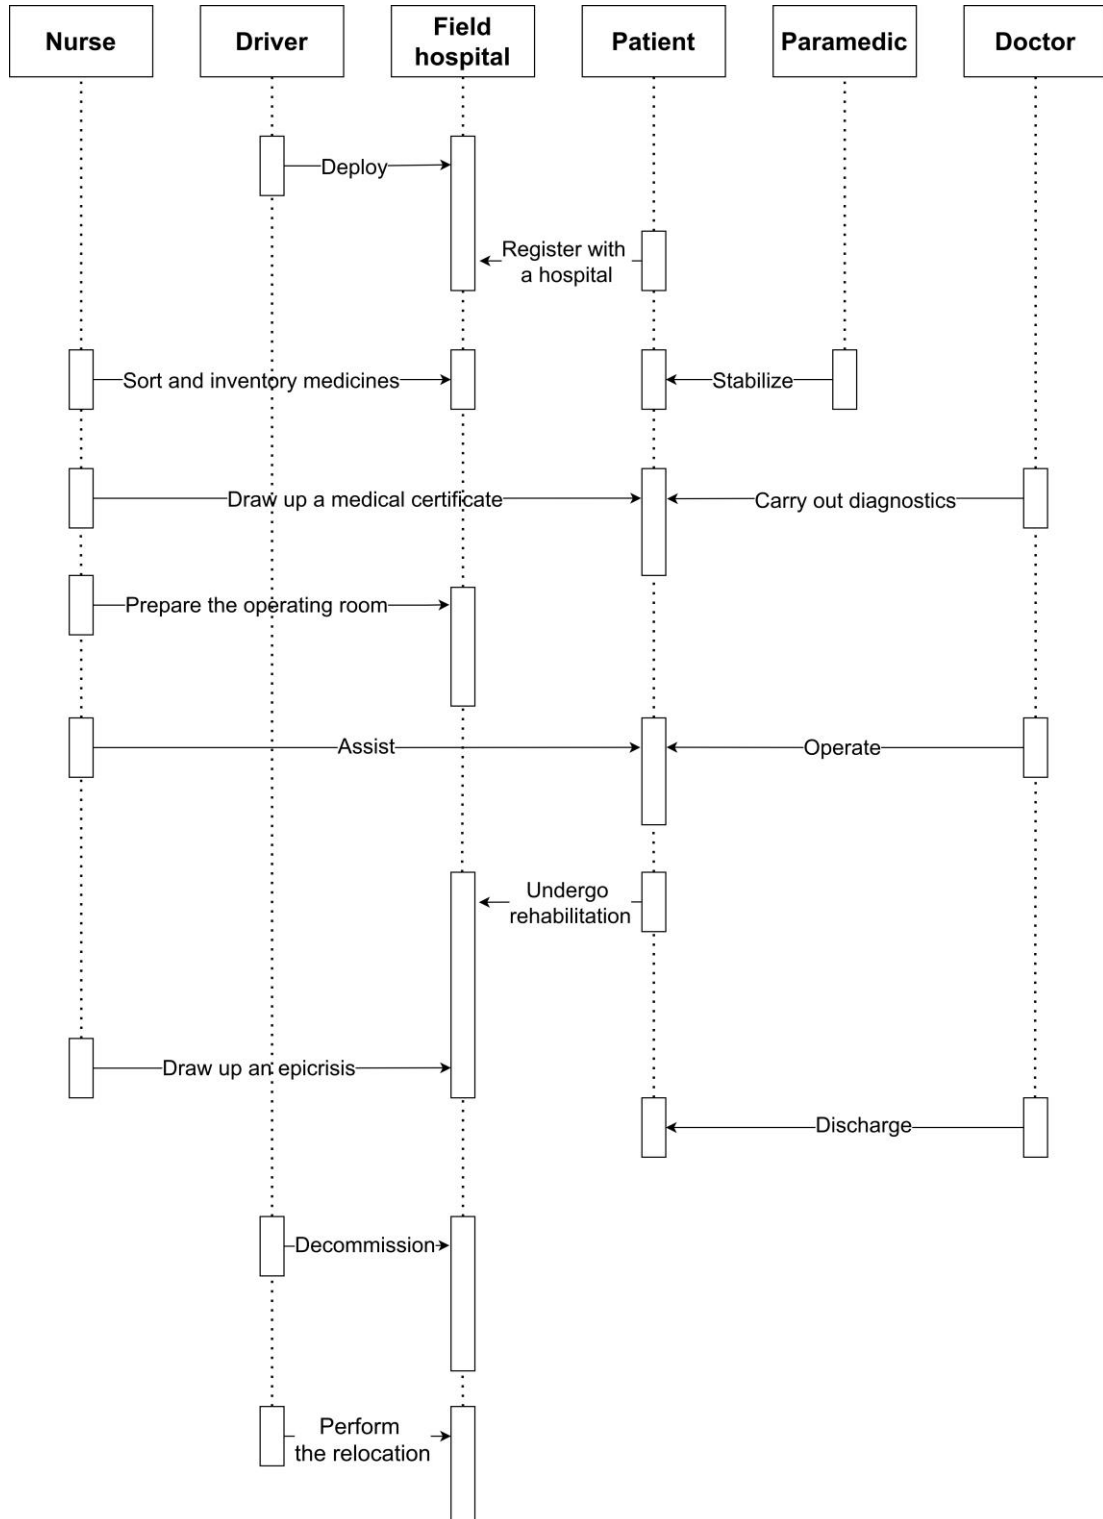 Nurse
Driver
Field
hospital
Patient
Paramedic
Doctor
Deploy
Register with
a hospital
Sort and inventory medicines
Stabilize
Draw up a medical certificate
Carry out diagnostics
Prepare the operating room
Assist
Operate
Undergo
rehabilitation
Draw up an epicrisis
Discharge
Decommission
Perform
the relocation